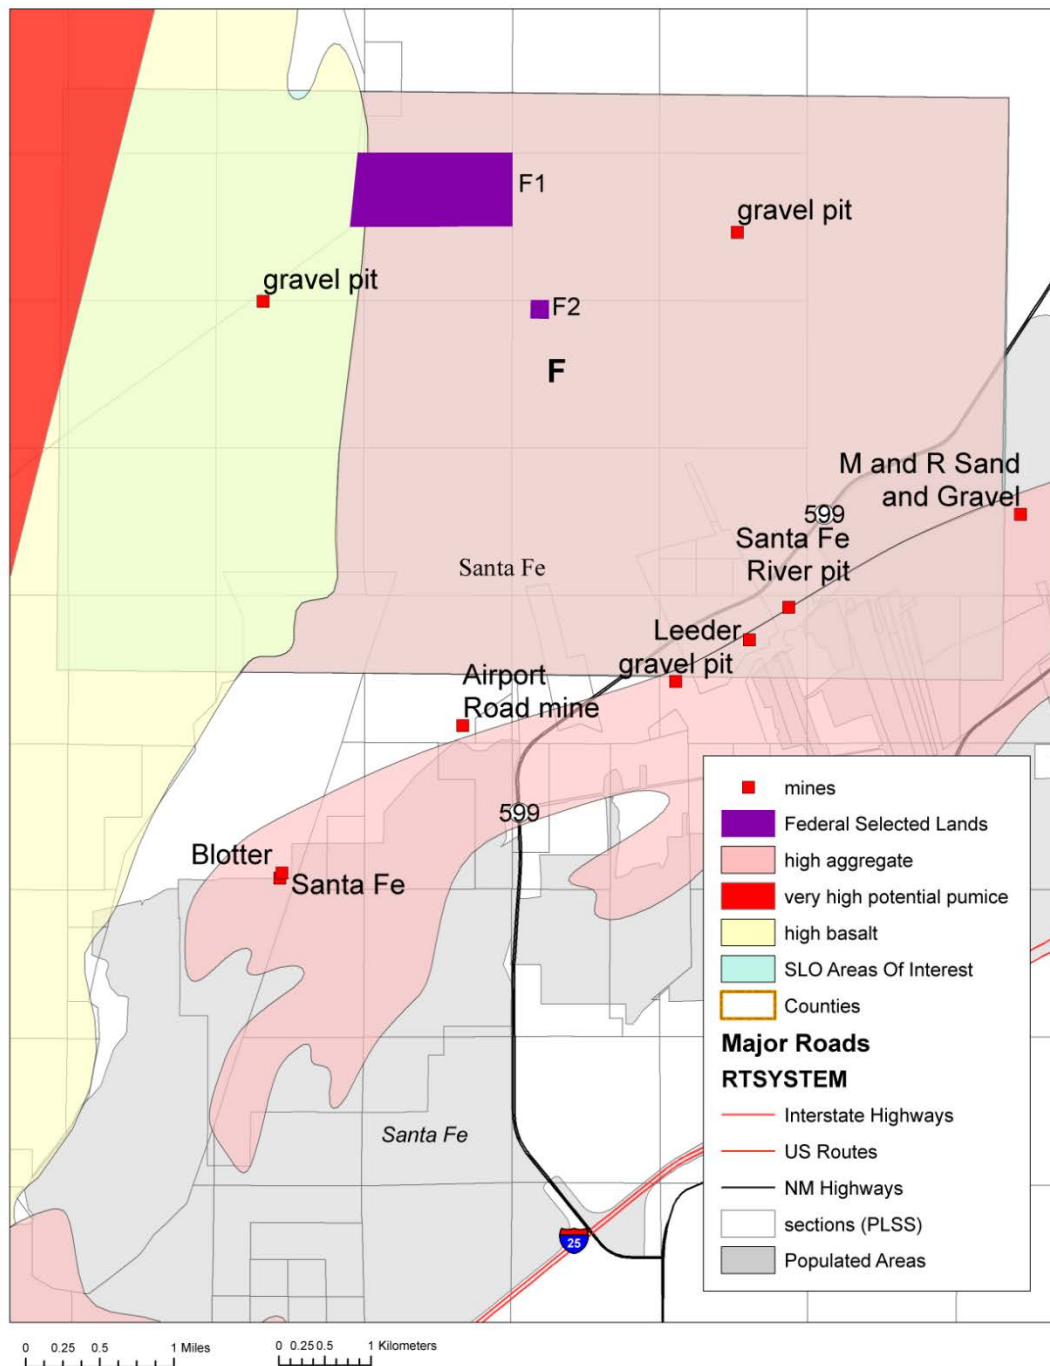 F1
gravel pit
gravel pit
F2
F
M and R Sand
and Gravel
599
Santa Fe
River pit
Santa Fe
Leeder
gravel pit
Airport
Road mine
599
Blotter
Santa Fe
Santa Fe
25
mines
Federal Selected Lands
high aggregate
very high potential pumice
high basalt
SLO Areas Of Interest
Counties
Major Roads
RTSYSTEM
Interstate Highways
US Routes
NM Highways
sections (PLSS)
Populated Areas
0 0.25 0.5 1 Miles
0 0.25 0.5 1 Kilometers